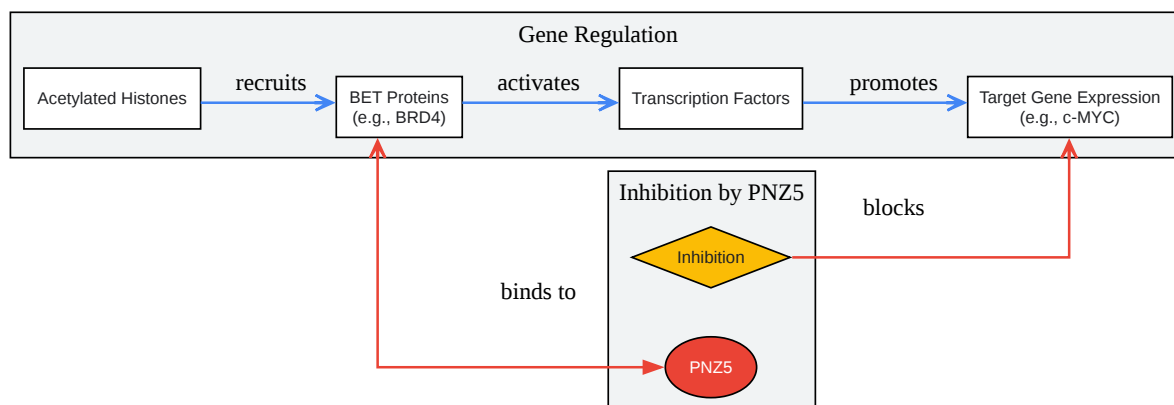 Gene Regulation
Acetylated Histones
recruits
BET Proteins
(e.g., BRD4)
activates
Transcription Factors
promotes
Target Gene Expression
(e.g., c-MYC)
Inhibition by PNZ5
blocks
Inhibition
binds to
PNZ5